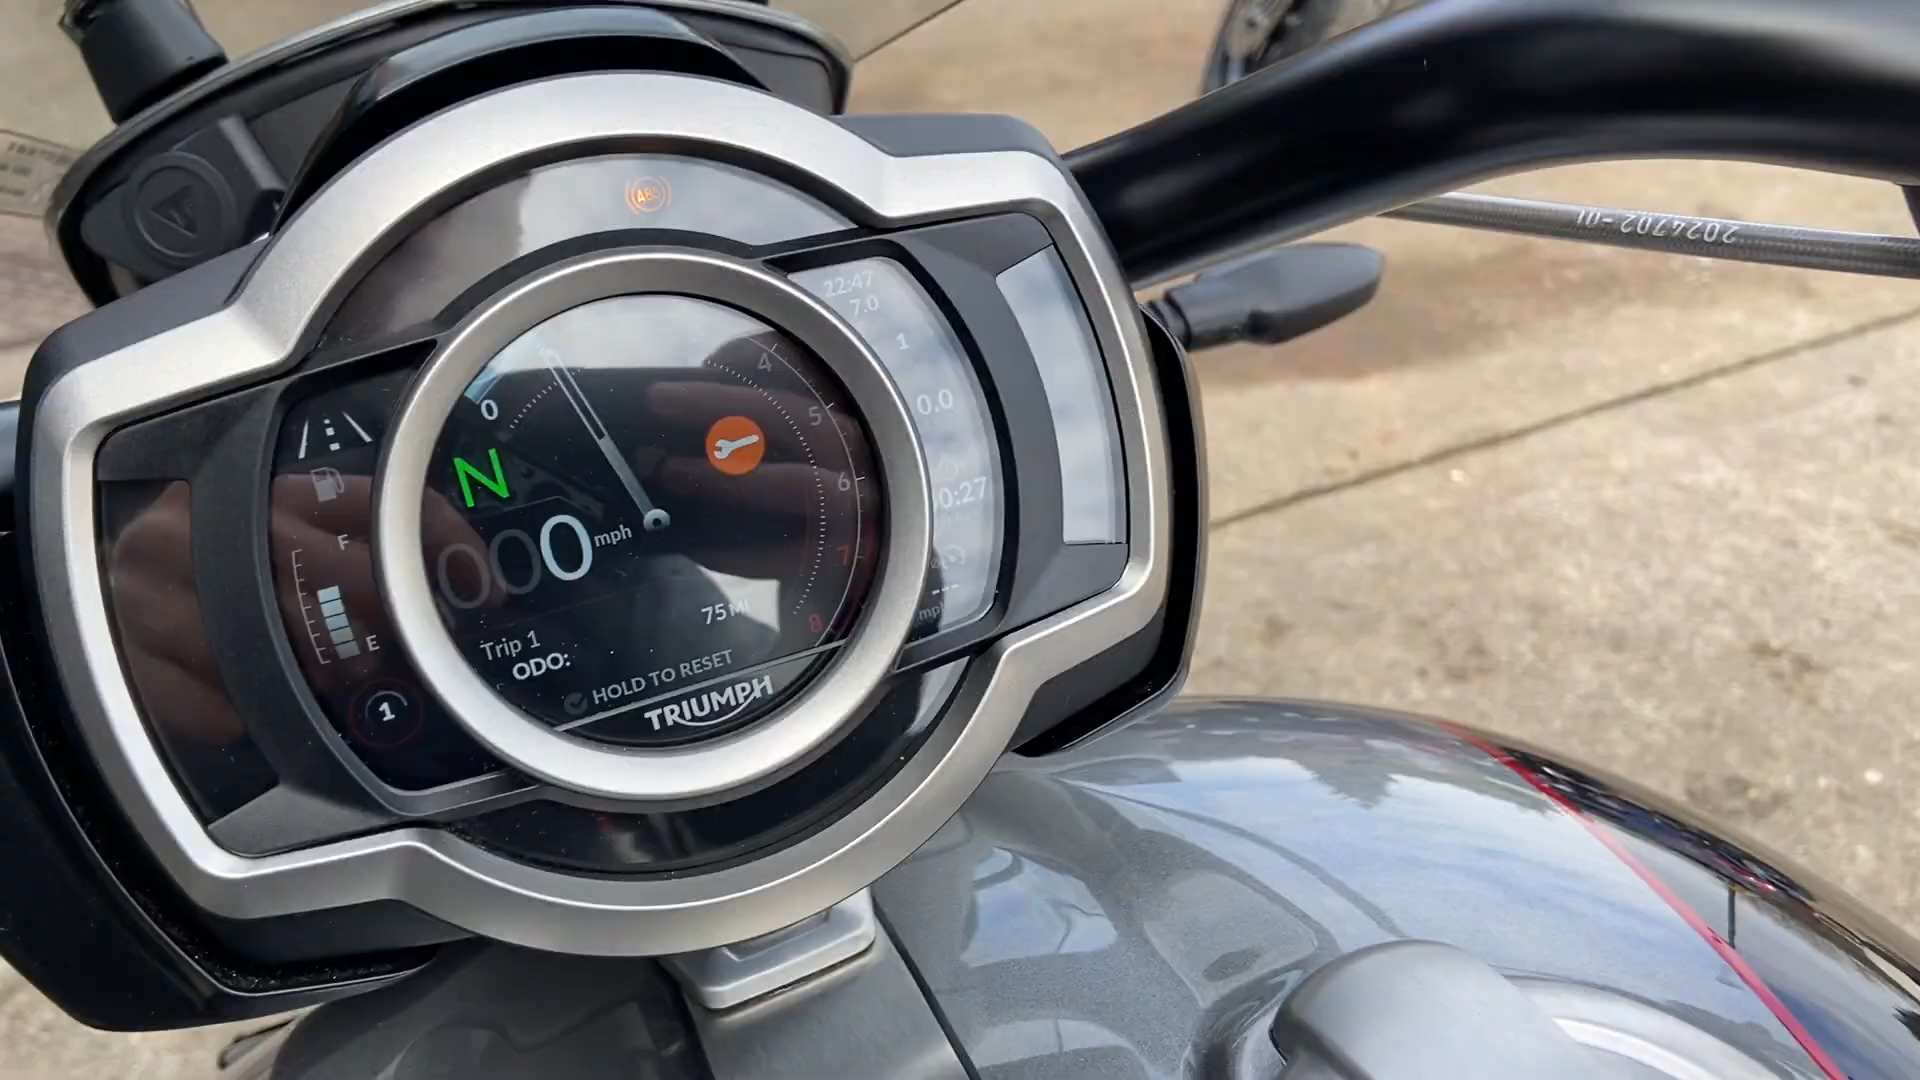 ABS
22:47
7.0
1
0.0
0:27
---
mph
0
4
5
6
7
8
N
000 mph
F
E
1
75 MI
Trip 1
ODO:
HOLD TO RESET
TRIUMPH
2024702-01